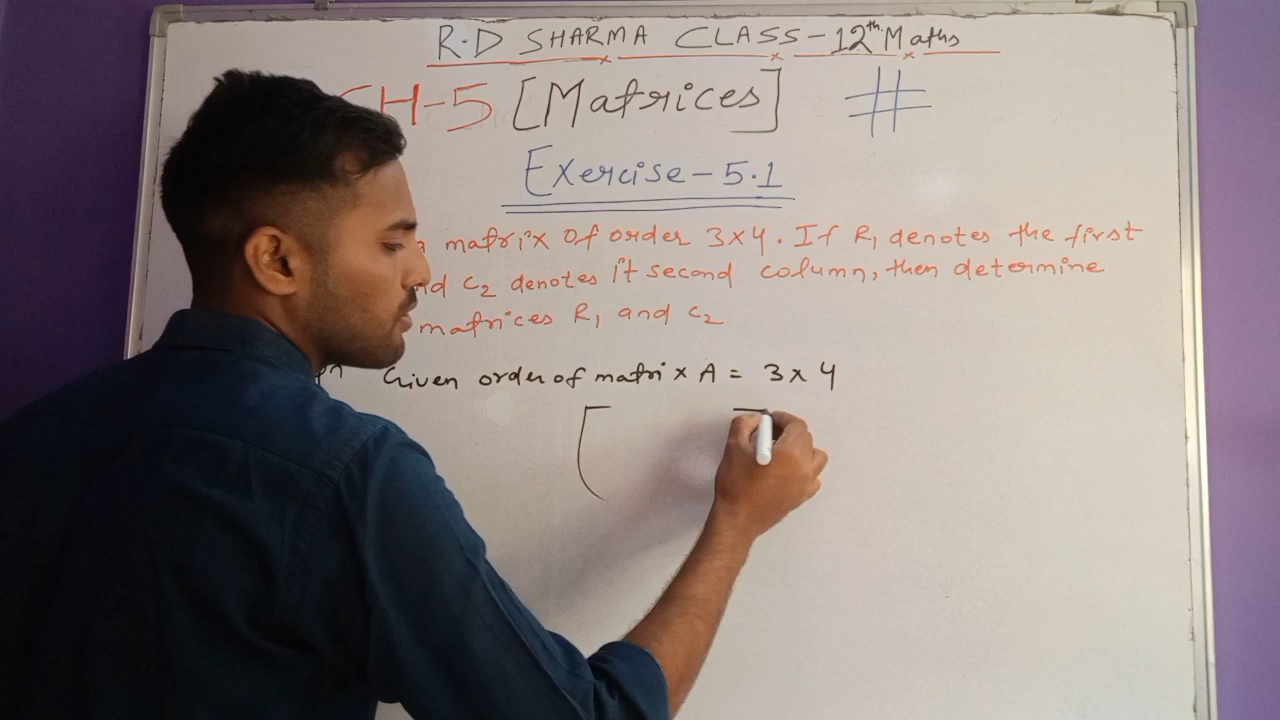 R.D SHARMA CLASS-12th Maths
CH-5 [Matrices] #
Exercise-5.1
matrix of order 3x4. If R₁ denotes the first
nd C₂ denotes it second column, then determine
matrices R₁ and C₂
Given order of matrix A = 3x4
[